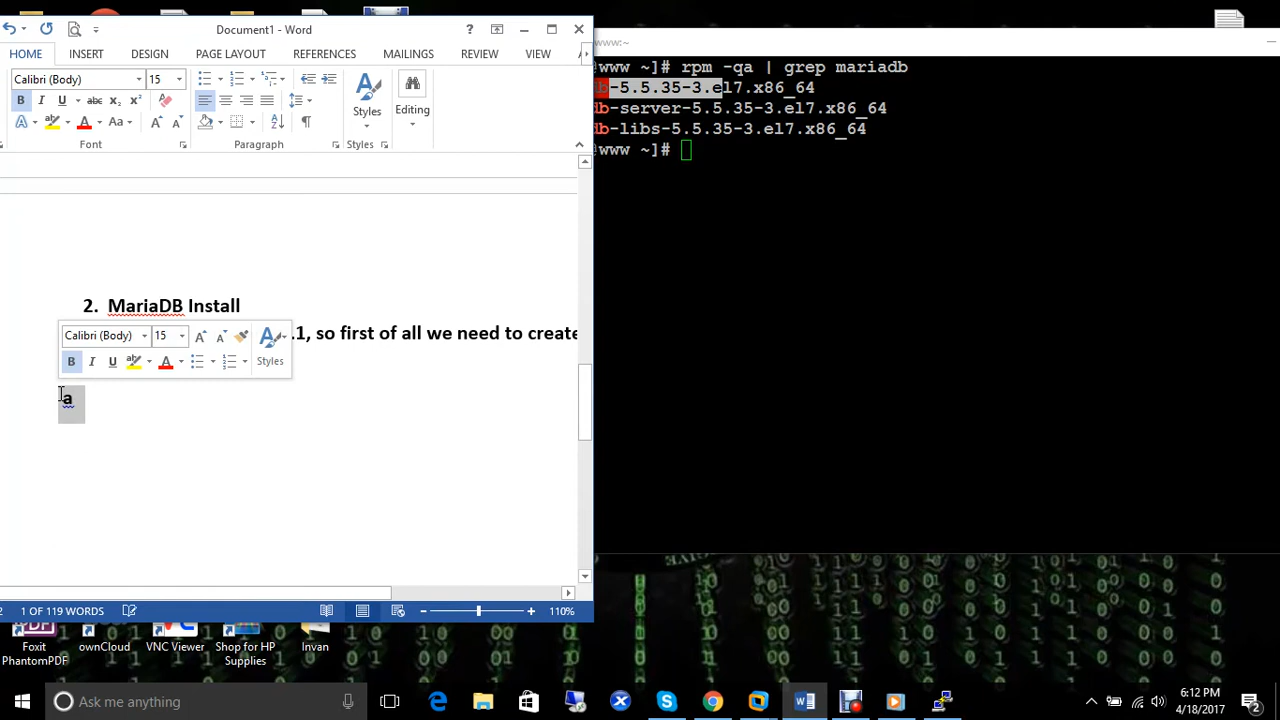 Document1 - Word
HOME INSERT DESIGN PAGE LAYOUT REFERENCES MAILINGS REVIEW VIEW
Calibri (Body) 15
Styles Editing
Font Paragraph Styles
2. MariaDB Install
.1, so first of all we need to create
Calibri (Body) 15
Styles
a
1 OF 119 WORDS 110%
www:~
@www ~]# rpm -qa | grep mariadb
db-5.5.35-3.el7.x86_64
db-server-5.5.35-3.el7.x86_64
db-libs-5.5.35-3.el7.x86_64
@www ~]#
Foxit PhantomPDF
ownCloud
VNC Viewer
Shop for HP Supplies
Invan
Ask me anything
6:12 PM
4/18/2017
2